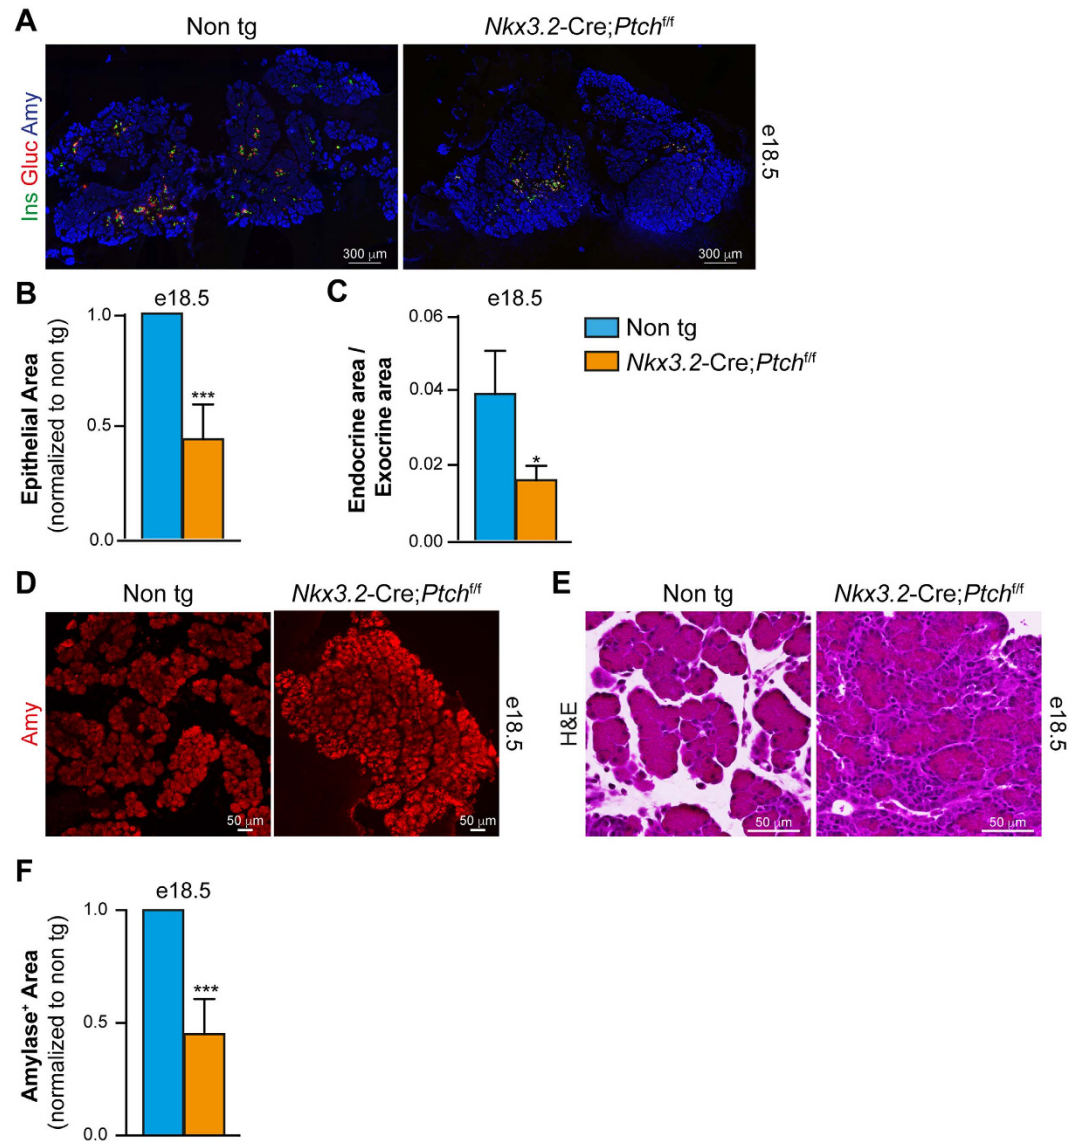 A
Non tg
Nkx3.2-Cre;Ptch^f/f
Ins Gluc Amy
300 µm
300 µm
e18.5
B
e18.5
Epithelial Area
(normalized to non tg)
1.0
0.5
0.0
***
C
e18.5
Endocrine area /
Exocrine area
0.06
0.04
0.02
0.00
*
Non tg
Nkx3.2-Cre;Ptch^f/f
D
Non tg
Nkx3.2-Cre;Ptch^f/f
Amy
50 µm
50 µm
e18.5
E
Non tg
Nkx3.2-Cre;Ptch^f/f
H&E
50 µm
50 µm
e18.5
F
e18.5
Amylase⁺ Area
(normalized to non tg)
1.0
0.5
0.0
***